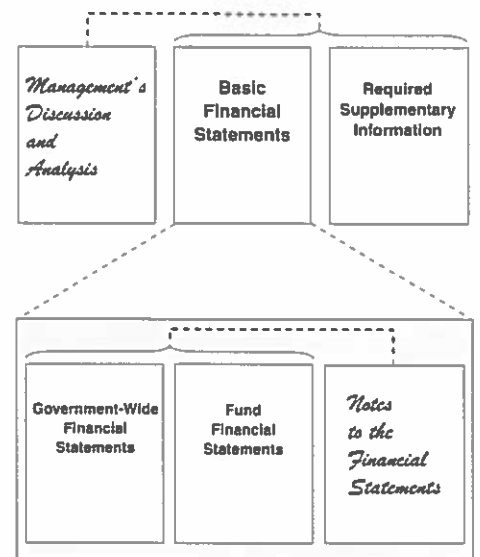 Management's
Discussion
and
Analysis
Basic
Financial
Statements
Required
Supplementary
Information
Government-Wide
Financial
Statements
Fund
Financial
Statements
Notes
to the
Financial
Statements